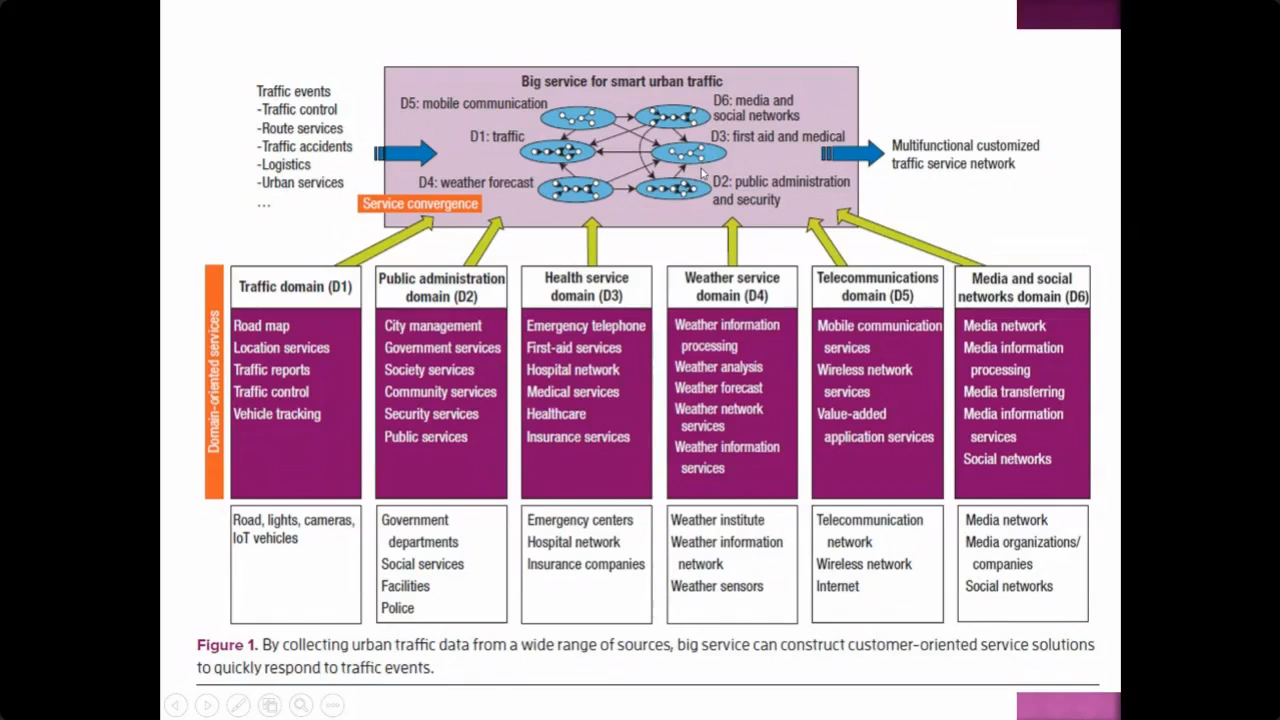 Big service for smart urban traffic
Traffic events
-Traffic control
-Route services
-Traffic accidents
-Logistics
-Urban services
...
D5: mobile communication
D6: media and
social networks
D1: traffic
D3: first aid and medical
D4: weather forecast
D2: public administration
and security
Service convergence
Multifunctional customized
traffic service network
Domain-oriented services
Traffic domain (D1)
Road map
Location services
Traffic reports
Traffic control
Vehicle tracking
Road, lights, cameras,
IoT vehicles
Public administration
domain (D2)
City management
Government services
Society services
Community services
Security services
Public services
Government
departments
Social services
Facilities
Police
Health service
domain (D3)
Emergency telephone
First-aid services
Hospital network
Medical services
Healthcare
Insurance services
Emergency centers
Hospital network
Insurance companies
Weather service
domain (D4)
Weather information
processing
Weather analysis
Weather forecast
Weather network
services
Weather information
services
Weather institute
Weather information
network
Weather sensors
Telecommunications
domain (D5)
Mobile communication
services
Wireless network
services
Value-added
application services
Telecommunication
network
Wireless network
Internet
Media and social
networks domain (D6)
Media network
Media information
processing
Media transferring
Media information
services
Social networks
Media network
Media organizations/
companies
Social networks
Figure 1. By collecting urban traffic data from a wide range of sources, big service can construct customer-oriented service solutions
to quickly respond to traffic events.